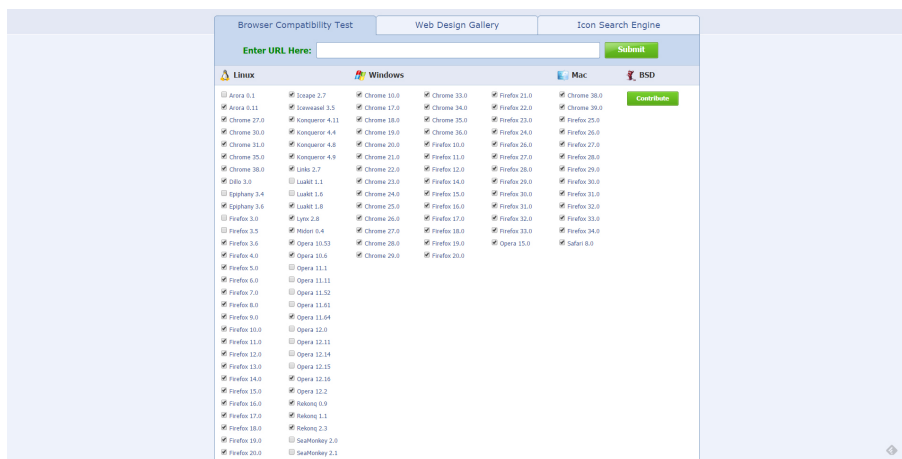 Browser Compatibility Test
Web Design Gallery
Icon Search Engine
Enter URL Here:
Submit
Linux
Windows
Mac
BSD
Arora 0.1
Arora 0.11
Chrome 27.0
Chrome 30.0
Chrome 31.0
Chrome 35.0
Chrome 38.0
Dillo 3.0
Epiphany 3.4
Epiphany 3.6
Firefox 3.0
Firefox 3.5
Firefox 3.6
Firefox 4.0
Firefox 5.0
Firefox 6.0
Firefox 7.0
Firefox 8.0
Firefox 9.0
Firefox 10.0
Firefox 11.0
Firefox 12.0
Firefox 13.0
Firefox 14.0
Firefox 15.0
Firefox 16.0
Firefox 17.0
Firefox 18.0
Firefox 19.0
Firefox 20.0
Iceape 2.7
Iceweasel 3.5
Konqueror 4.11
Konqueror 4.4
Konqueror 4.8
Konqueror 4.9
Links 2.7
Luakit 1.1
Luakit 1.6
Luakit 1.8
Lynx 2.8
Midori 0.4
Opera 10.53
Opera 10.6
Opera 11.1
Opera 11.11
Opera 11.52
Opera 11.61
Opera 11.64
Opera 12.0
Opera 12.11
Opera 12.14
Opera 12.15
Opera 12.16
Opera 12.2
Rekonq 0.9
Rekonq 1.1
Rekonq 2.3
SeaMonkey 2.0
SeaMonkey 2.1
Chrome 10.0
Chrome 17.0
Chrome 18.0
Chrome 19.0
Chrome 20.0
Chrome 21.0
Chrome 22.0
Chrome 23.0
Chrome 24.0
Chrome 25.0
Chrome 26.0
Chrome 27.0
Chrome 28.0
Chrome 29.0
Chrome 33.0
Chrome 34.0
Chrome 35.0
Chrome 36.0
Firefox 10.0
Firefox 11.0
Firefox 12.0
Firefox 14.0
Firefox 15.0
Firefox 16.0
Firefox 17.0
Firefox 18.0
Firefox 19.0
Firefox 20.0
Firefox 21.0
Firefox 22.0
Firefox 23.0
Firefox 24.0
Firefox 26.0
Firefox 27.0
Firefox 28.0
Firefox 29.0
Firefox 30.0
Firefox 31.0
Firefox 32.0
Firefox 33.0
Opera 15.0
Chrome 38.0
Chrome 39.0
Firefox 25.0
Firefox 26.0
Firefox 27.0
Firefox 28.0
Firefox 29.0
Firefox 30.0
Firefox 31.0
Firefox 32.0
Firefox 33.0
Firefox 34.0
Safari 8.0
Contribute